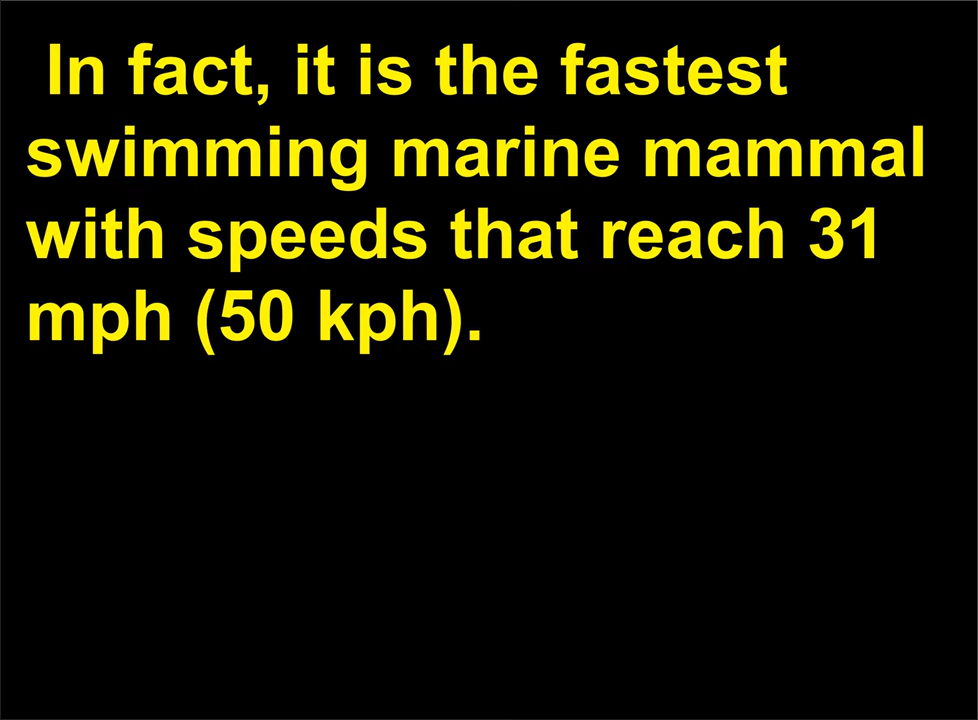 In fact, it is the fastest
swimming marine mammal
with speeds that reach 31
mph (50 kph).